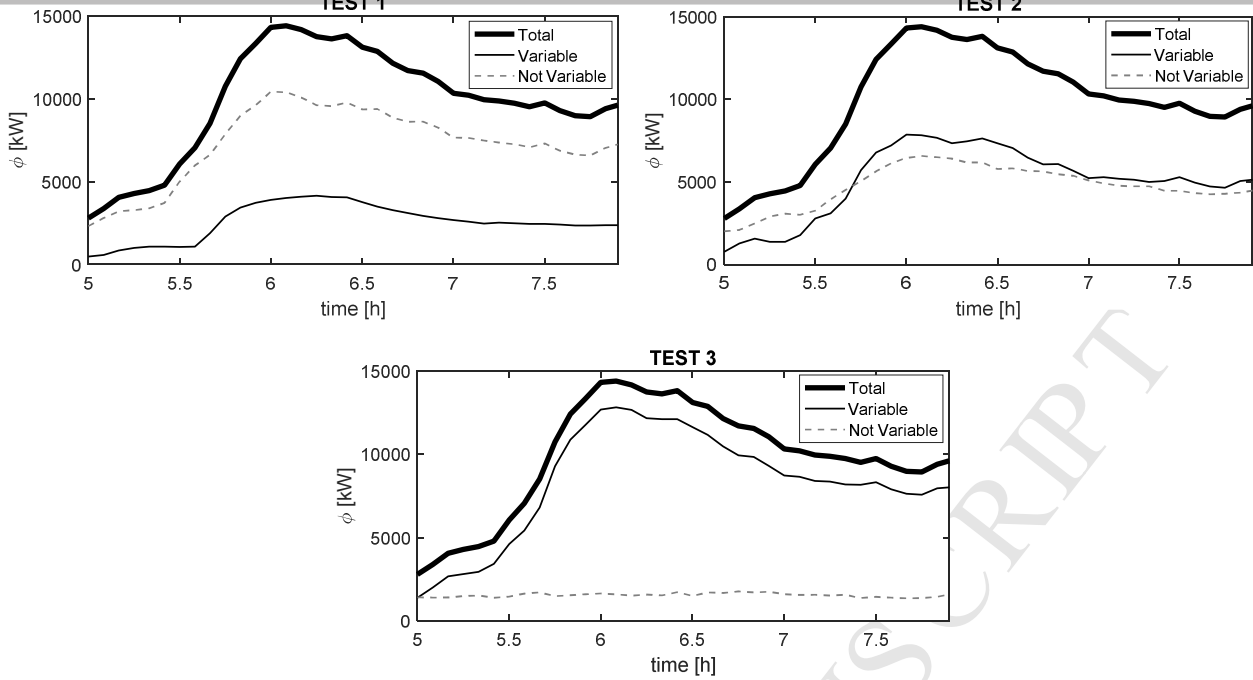 TEST 1
15000
10000
5000
0
ϕ [kW]
Total
Variable
Not Variable
5 5.5 6 6.5 7 7.5
time [h]
TEST 2
15000
10000
5000
0
ϕ [kW]
Total
Variable
Not Variable
5 5.5 6 6.5 7 7.5
time [h]
TEST 3
15000
10000
5000
0
ϕ [kW]
Total
Variable
Not Variable
5 5.5 6 6.5 7 7.5
time [h]
SCRIPT